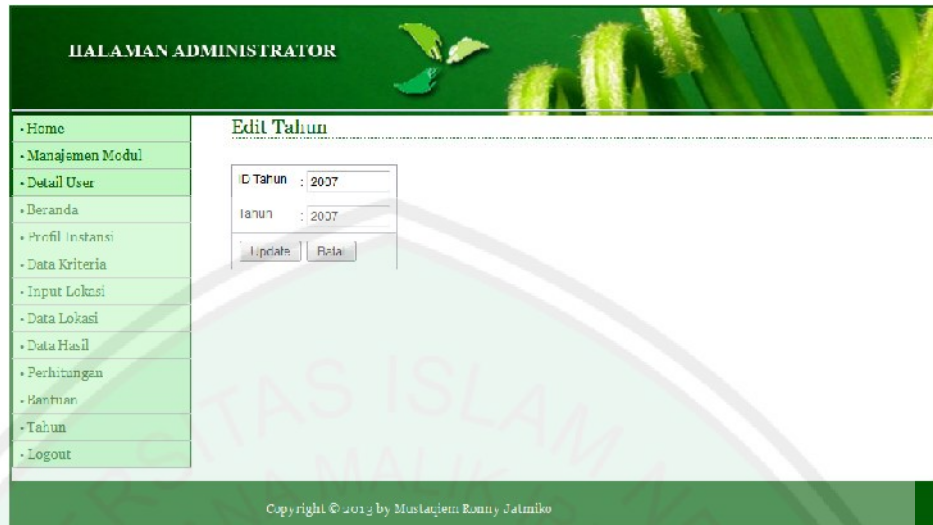 HALAMAN ADMINISTRATOR
• Home
• Manajemen Modul
• Detail User
• Beranda
• Profil Instansi
• Data Kriteria
• Input Lokasi
• Data Lokasi
• Data Hasil
• Perhitungan
• Bantuan
• Tahun
• Logout
Edit Tahun
ID Tahun : 2007
Tahun : 2007
Update Batal
Copyright © 2013 by Mustaqiem Ronny Jatmiko